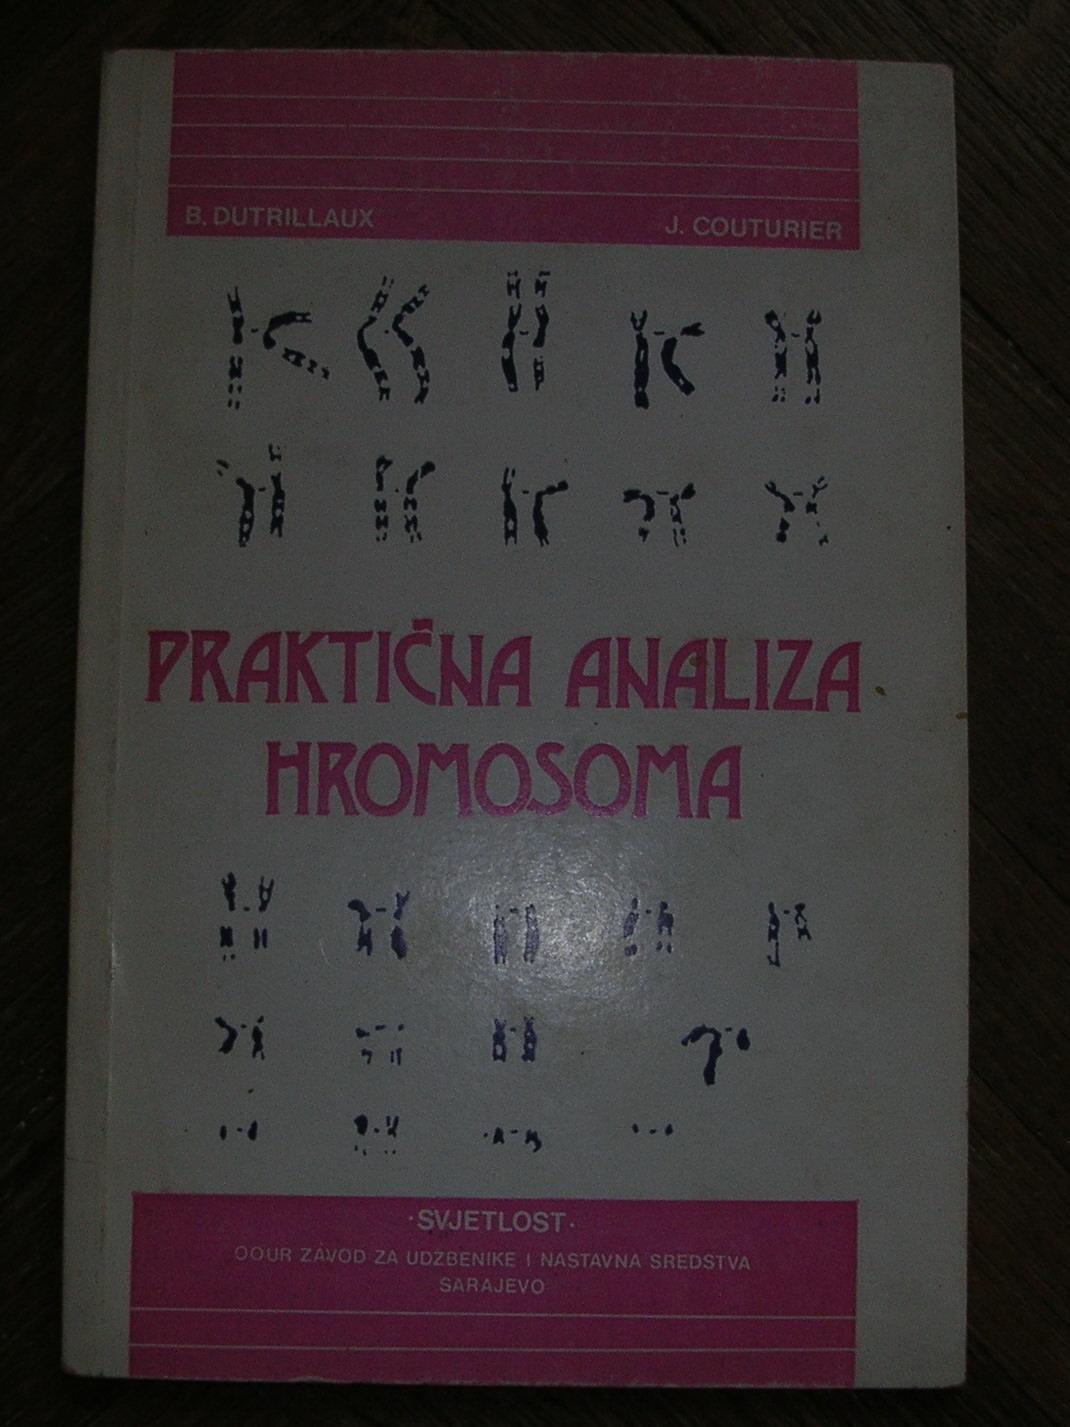 B. DUTRILLAUX J. COUTURIER
PRAKTIČNA ANALIZA
HROMOSOMA
·SVJETLOST·
OOUR ZAVOD ZA UDŽBENIKE I NASTAVNA SREDSTVA
SARAJEVO